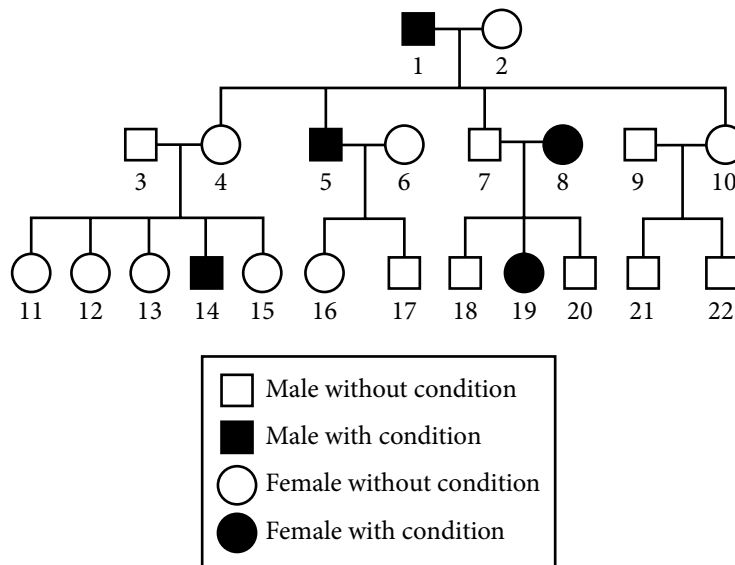 1 2
3 4 5 6 7 8 9 10
11 12 13 14 15 16 17 18 19 20 21 22
Male without condition
Male with condition
Female without condition
Female with condition